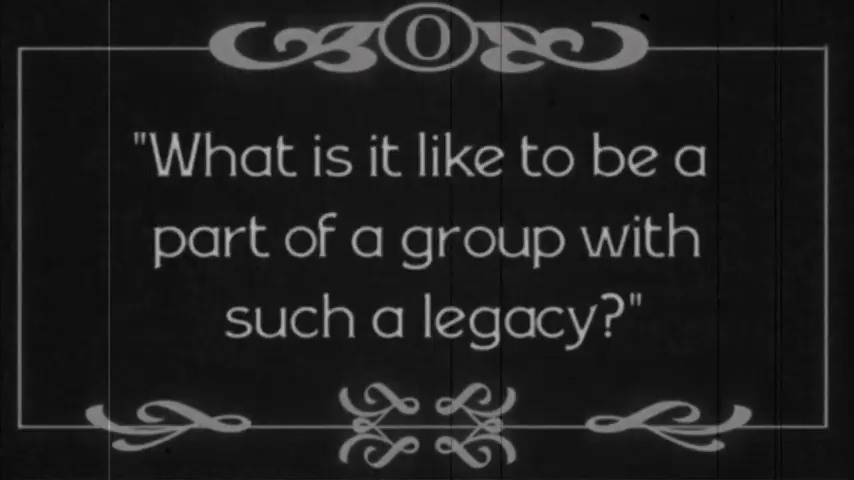 O
"What is it like to be a
part of a group with
such a legacy?"